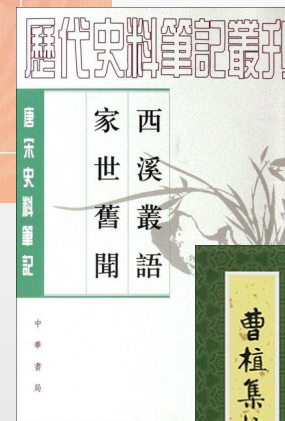 歷代史料筆記叢刊
唐宋史料筆記
西溪叢語
家世舊聞
中華書局
曹植集